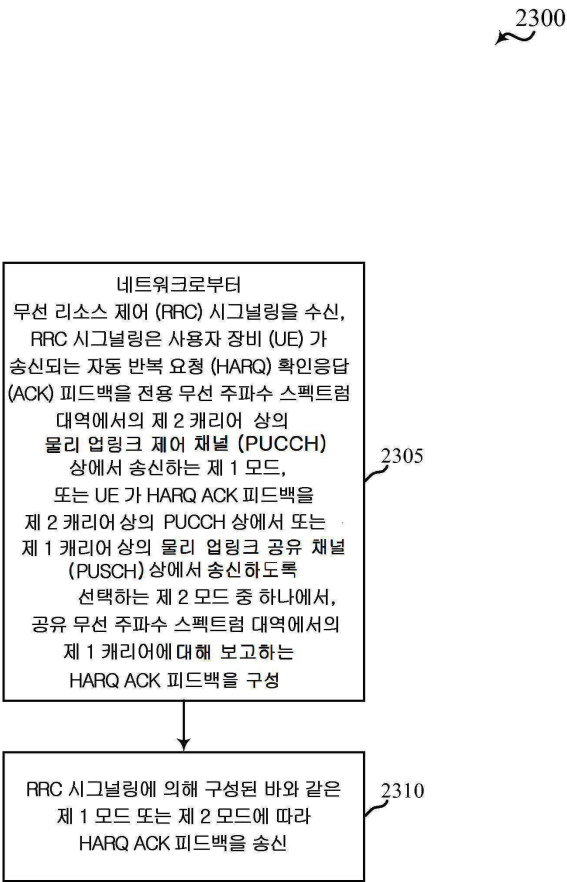 2300
네트워크로부터
무선 리소스 제어 (RRC) 시그널링을 수신,
RRC 시그널링은 사용자 장비 (UE) 가
송신되는 자동 반복 요청 (HARQ) 확인응답
(ACK) 피드백을 전용 무선 주파수 스펙트럼
대역에서의 제 2 캐리어 상의
물리 업링크 제어 채널 (PUCCH)
상에서 송신하는 제 1 모드,
또는 UE 가 HARQ ACK 피드백을
제 2 캐리어 상의 PUCCH 상에서 또는
제 1 캐리어 상의 물리 업링크 공유 채널
(PUSCH) 상에서 송신하도록
선택하는 제 2 모드 중 하나에서,
공유 무선 주파수 스펙트럼 대역에서의
제 1 캐리어에 대해 보고하는
HARQ ACK 피드백을 구성
2305
RRC 시그널링에 의해 구성된 바와 같은
제 1 모드 또는 제 2 모드에 따라
HARQ ACK 피드백을 송신
2310